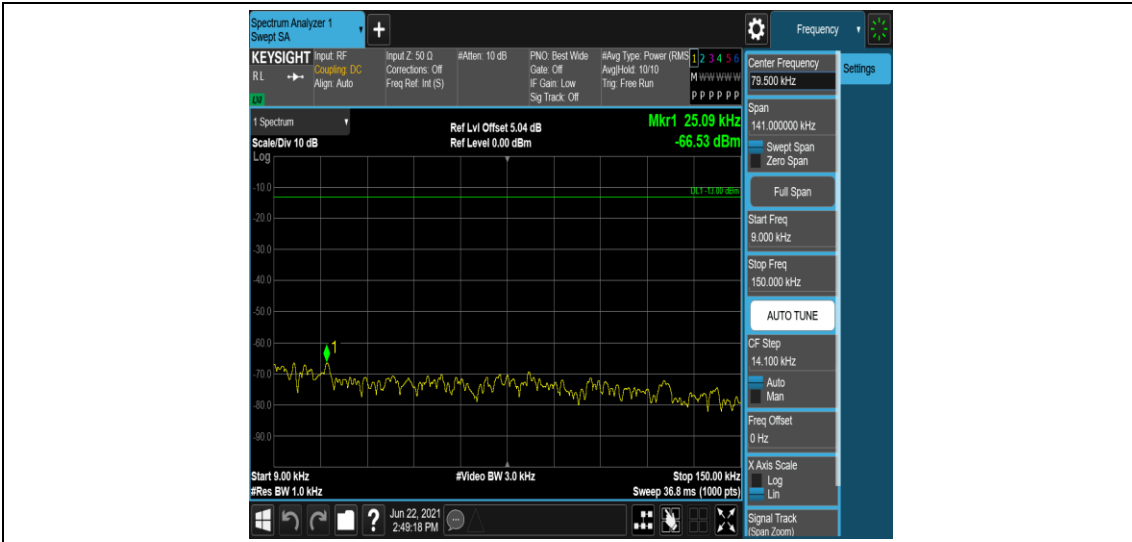 Spectrum Analyzer 1
Swept SA
Frequency
KEYSIGHT
RL
LXI
Input: RF
Coupling: DC
Align: Auto
Input Z: 50 Ω
Corrections: Off
Freq Ref: Int (S)
#Atten: 10 dB
PNO: Best Wide
Gate: Off
IF Gain: Low
Sig Track: Off
#Avg Type: Power (RMS
Avg|Hold: 10/10
Trig: Free Run
1 2 3 4 5 6
M W W W W W
P P P P P P
1 Spectrum
Scale/Div 10 dB
Log
Ref Lvl Offset 5.04 dB
Ref Level 0.00 dBm
Mkr1 25.09 kHz
-66.53 dBm
DL1 -13.00 dBm
-10.0
-20.0
-30.0
-40.0
-50.0
-60.0
-70.0
-80.0
-90.0
1
Start 9.00 kHz
#Res BW 1.0 kHz
#Video BW 3.0 kHz
Stop 150.00 kHz
Sweep 36.8 ms (1000 pts)
Jun 22, 2021
2:49:18 PM
Center Frequency
79.500 kHz
Span
141.000000 kHz
Swept Span
Zero Span
Full Span
Start Freq
9.000 kHz
Stop Freq
150.000 kHz
AUTO TUNE
CF Step
14.100 kHz
Auto
Man
Freq Offset
0 Hz
X Axis Scale
Log
Lin
Signal Track
(Span Zoom)
Settings